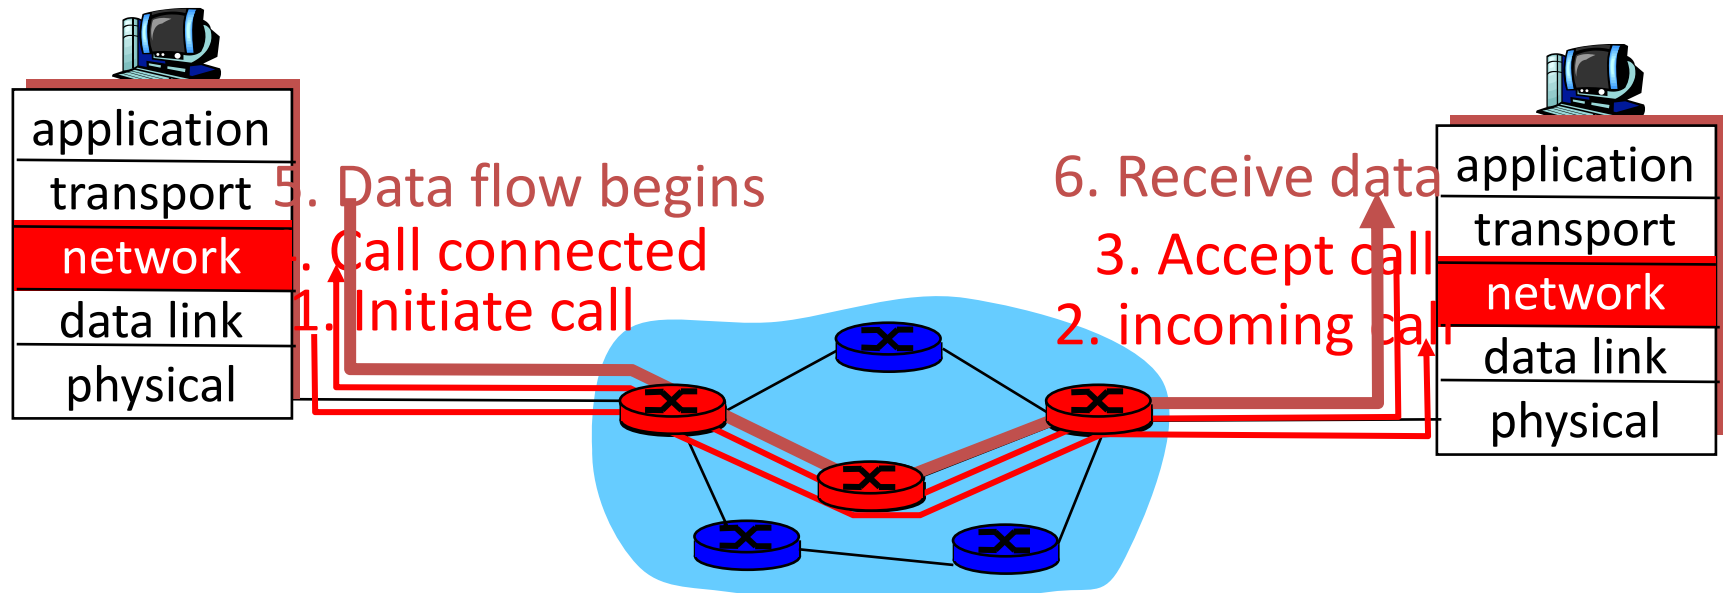 application
transport
network
data link
physical
5. Data flow begins
4. Call connected
1. Initiate call
6. Receive data
3. Accept call
2. incoming call
application
transport
network
data link
physical